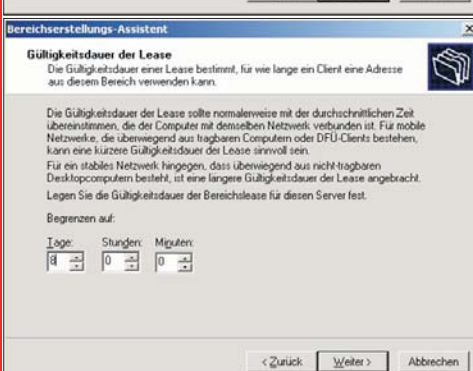 Bereichserstellungs-Assistent
Gültigkeitsdauer der Lease
Die Gültigkeitsdauer einer Lease bestimmt, für wie lange ein Client eine Adresse
aus diesem Bereich verwenden kann.
Die Gültigkeitsdauer der Lease sollte normalerweise mit der durchschnittlichen Zeit
übereinstimmen, die der Computer mit demselben Netzwerk verbunden ist. Für mobile
Netzwerke, die überwiegend aus tragbaren Computern oder DFÜ-Clients bestehen,
kann eine kürzere Gültigkeitsdauer der Lease sinnvoll sein.
Für ein stabiles Netzwerk hingegen, dass überwiegend aus nicht-tragbaren
Desktopcomputern besteht, ist eine längere Gültigkeitsdauer der Lease angebracht.
Legen Sie die Gültigkeitsdauer der Bereichslease für diesen Server fest.
Begrenzen auf:
Tage: Stunden: Minuten:
8 0 0
< Zurück Weiter > Abbrechen